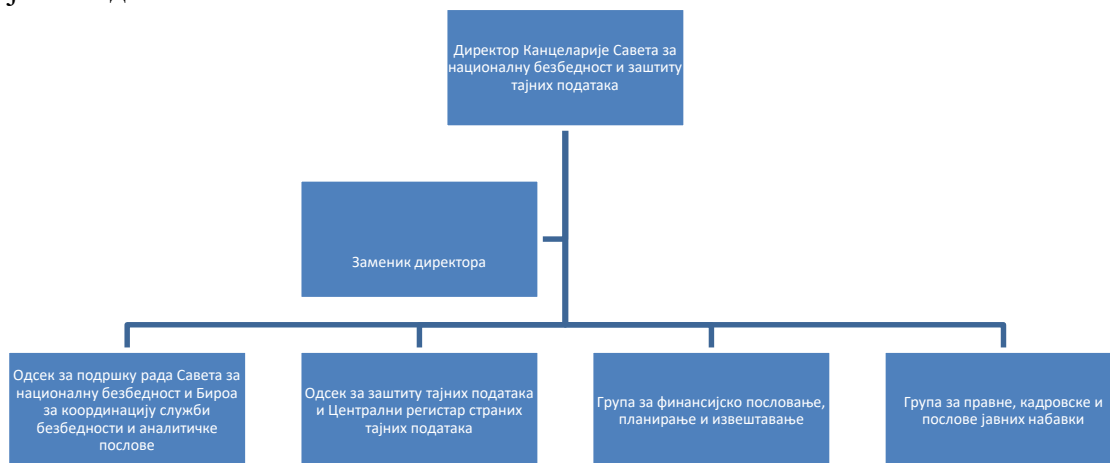 Директор Канцеларије Савета за
националну безбедност и заштиту
тајних података
Заменик директора
Одсек за подршку рада Савета за
националну безбедност и Бироа
за координацију служби
безбедности и аналитичке
послове
Одсек за заштиту тајних података
и Централни регистар страних
тајних података
Група за финансијско пословање,
планирање и извештавање
Група за правне, кадровске и
послове јавних набавки